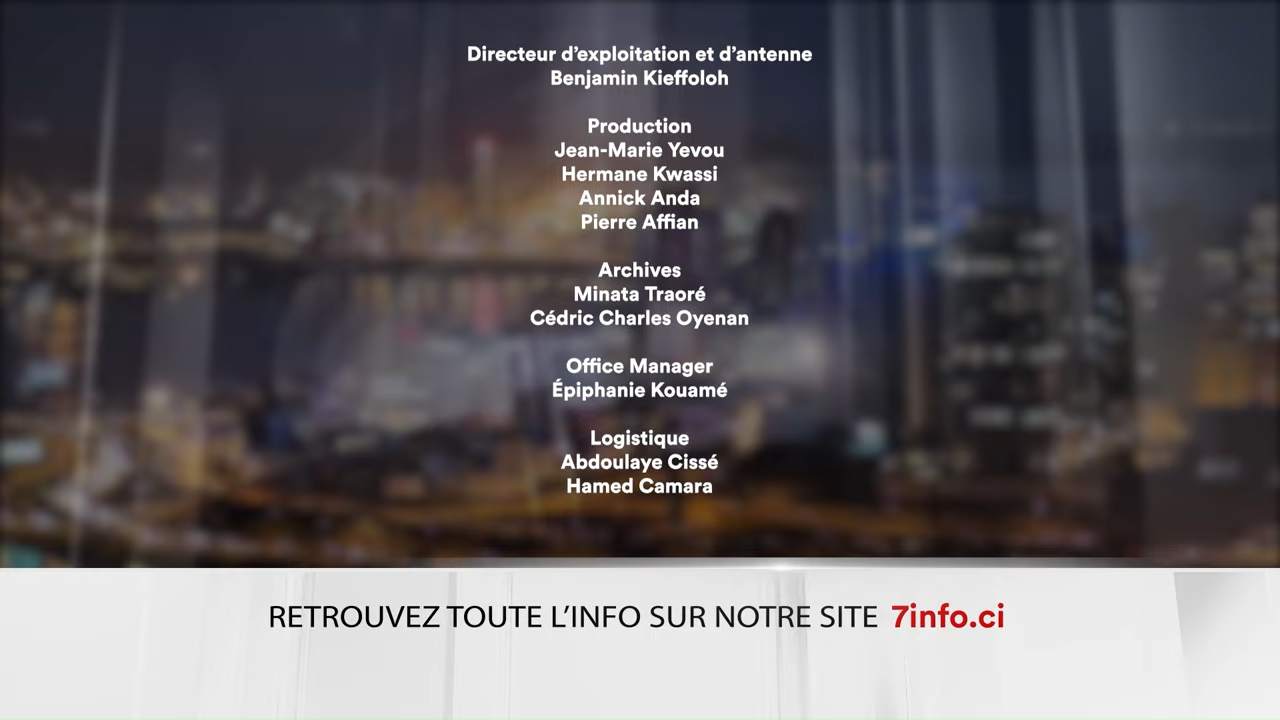 Directeur d’exploitation et d’antenne
Benjamin Kieffoloh
Production
Jean-Marie Yevou
Hermane Kwassi
Annick Anda
Pierre Affian
Archives
Minata Traoré
Cédric Charles Oyenan
Office Manager
Épiphanie Kouamé
Logistique
Abdoulaye Cissé
Hamed Camara
RETROUVEZ TOUTE L’INFO SUR NOTRE SITE 7info.ci